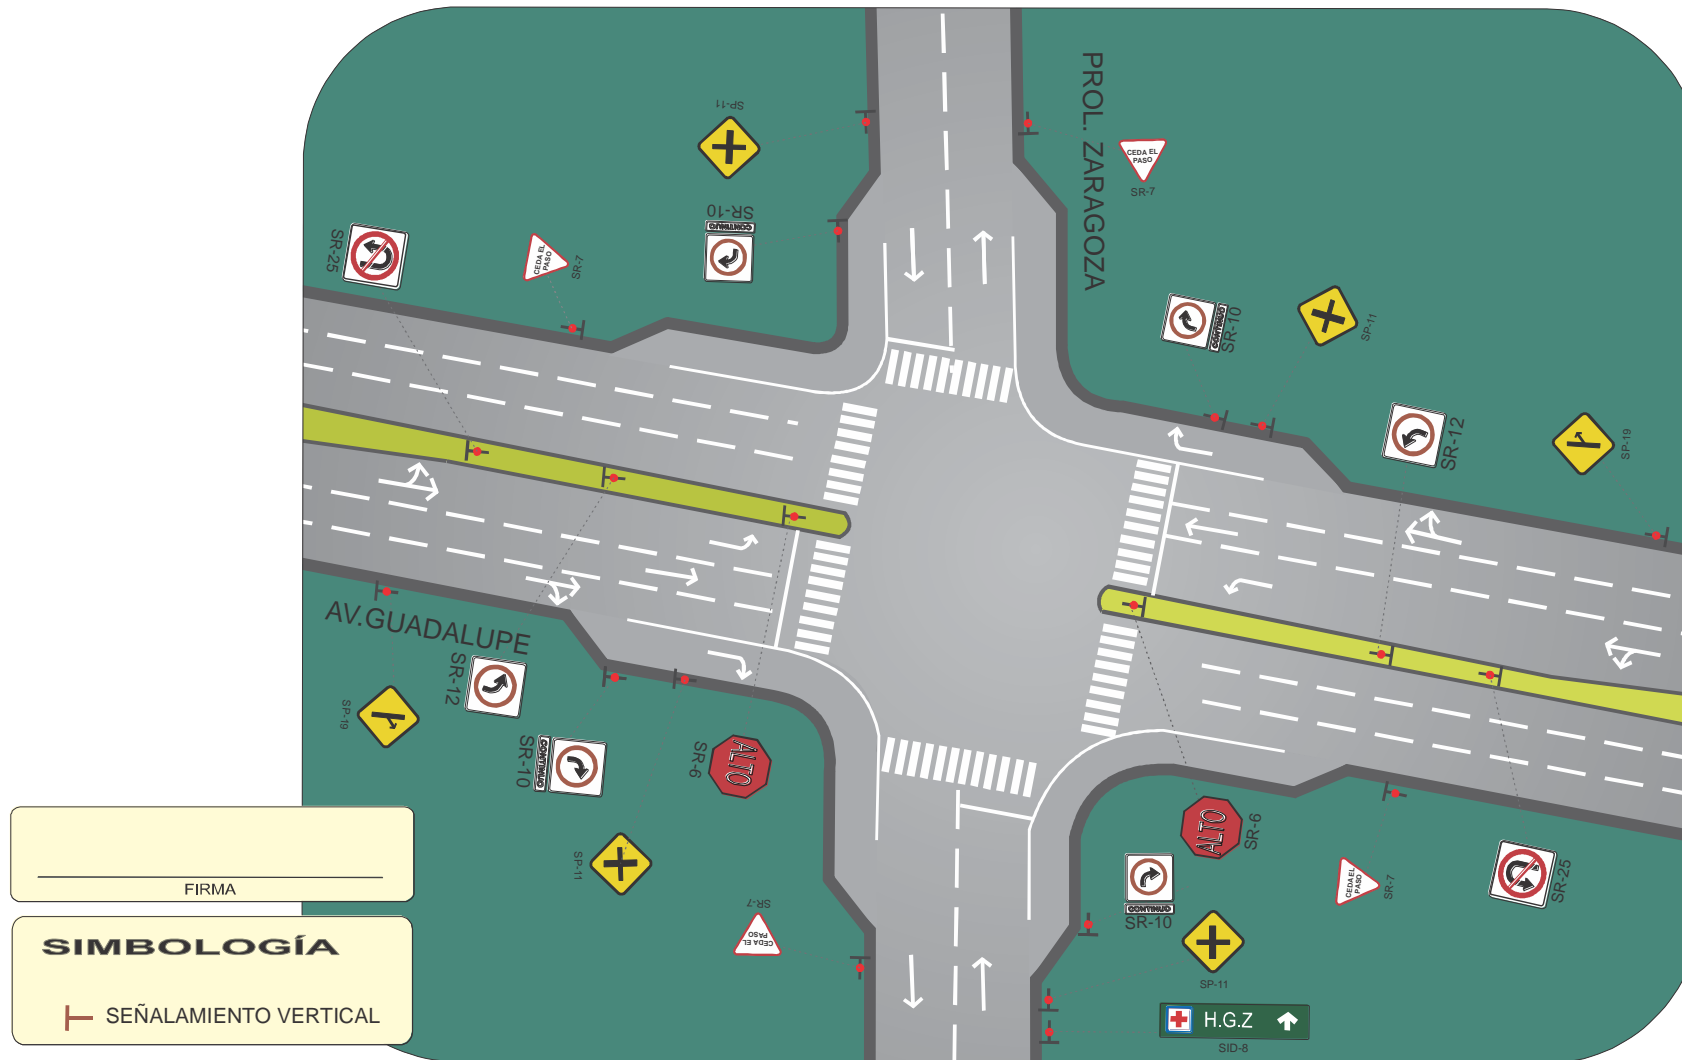 SP-11
PROL. ZARAGOZA
CEDA EL
PASO
SR-7
SR-10
CONTINUO
SR-25
CEDA EL
PASO
SR-7
SR-10
CONTINUO
SP-11
SR-12
SP-19
AV.GUADALUPE
SR-12
SP-19
SR-10
CONTINUO
SR-6
ALTO
SP-11
SR-7
CEDA EL
PASO
ALTO
SR-6
CONTINUO
SR-10
CEDA EL
PASO
SR-7
SR-25
SP-11
H.G.Z
SID-8
FIRMA
SIMBOLOGÍA
SEÑALAMIENTO VERTICAL